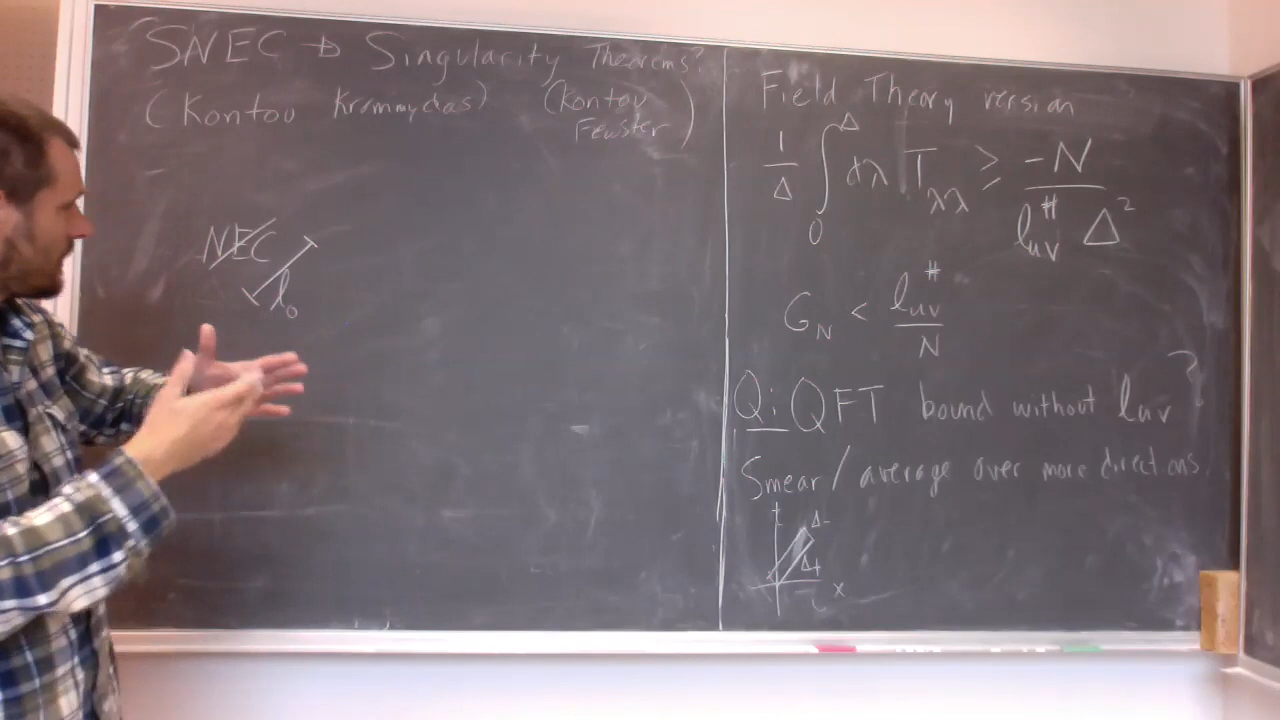 SNEC → Singularity Theorems?
(Kontou Krommydas) (Kontou
Fewster)
NEC
l₀
Field Theory version
1/Δ ∫₀^Δ dλ T_λλ ≥ -N / (l_uv^# Δ²)
G_N < l_uv^# / N
Q: QFT bound without luv?
Smear / average over more directions
t
Δ-
Δ+
x